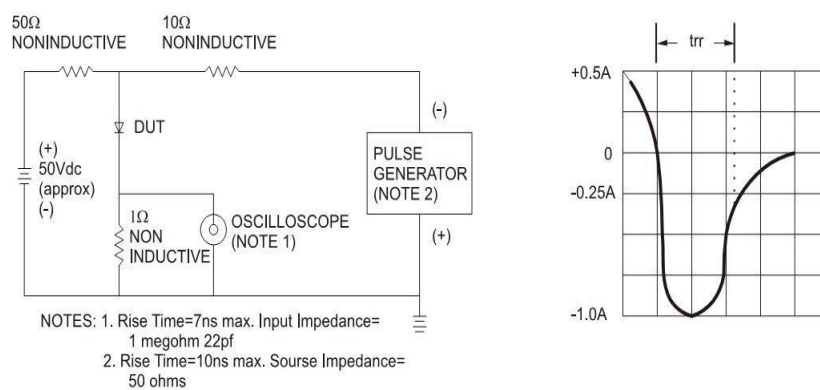 50Ω
NONINDUCTIVE
10Ω
NONINDUCTIVE
DUT
(+)
50Vdc
(approx)
(-)
1Ω
NON
INDUCTIVE
OSCILLOSCOPE
(NOTE 1)
(-)
PULSE
GENERATOR
(NOTE 2)
(+)
NOTES: 1. Rise Time=7ns max. Input Impedance=
1 megohm 22pf
2. Rise Time=10ns max. Sourse Impedance=
50 ohms
trr
+0.5A
0
-0.25A
-1.0A